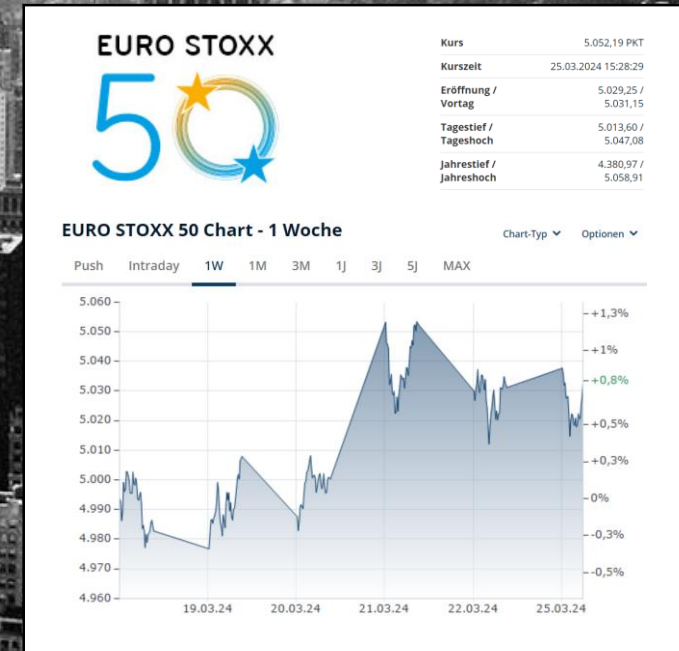 EURO STOXX
50
Kurs 5.052,19 PKT
Kurszeit 25.03.2024 15:28:29
Eröffnung / 5.029,25 /
Vortag 5.031,15
Tagestief / 5.013,60 /
Tageshoch 5.047,08
Jahrestief / 4.380,97 /
Jahreshoch 5.058,91
EURO STOXX 50 Chart - 1 Woche
Chart-Typ Optionen
Push Intraday 1W 1M 3M 1J 3J 5J MAX
5.060
5.050
5.040
5.030
5.020
5.010
5.000
4.990
4.980
4.970
4.960
+1,3%
+1%
+0,8%
+0,5%
+0,3%
0%
-0,3%
-0,5%
19.03.24 20.03.24 21.03.24 22.03.24 25.03.24